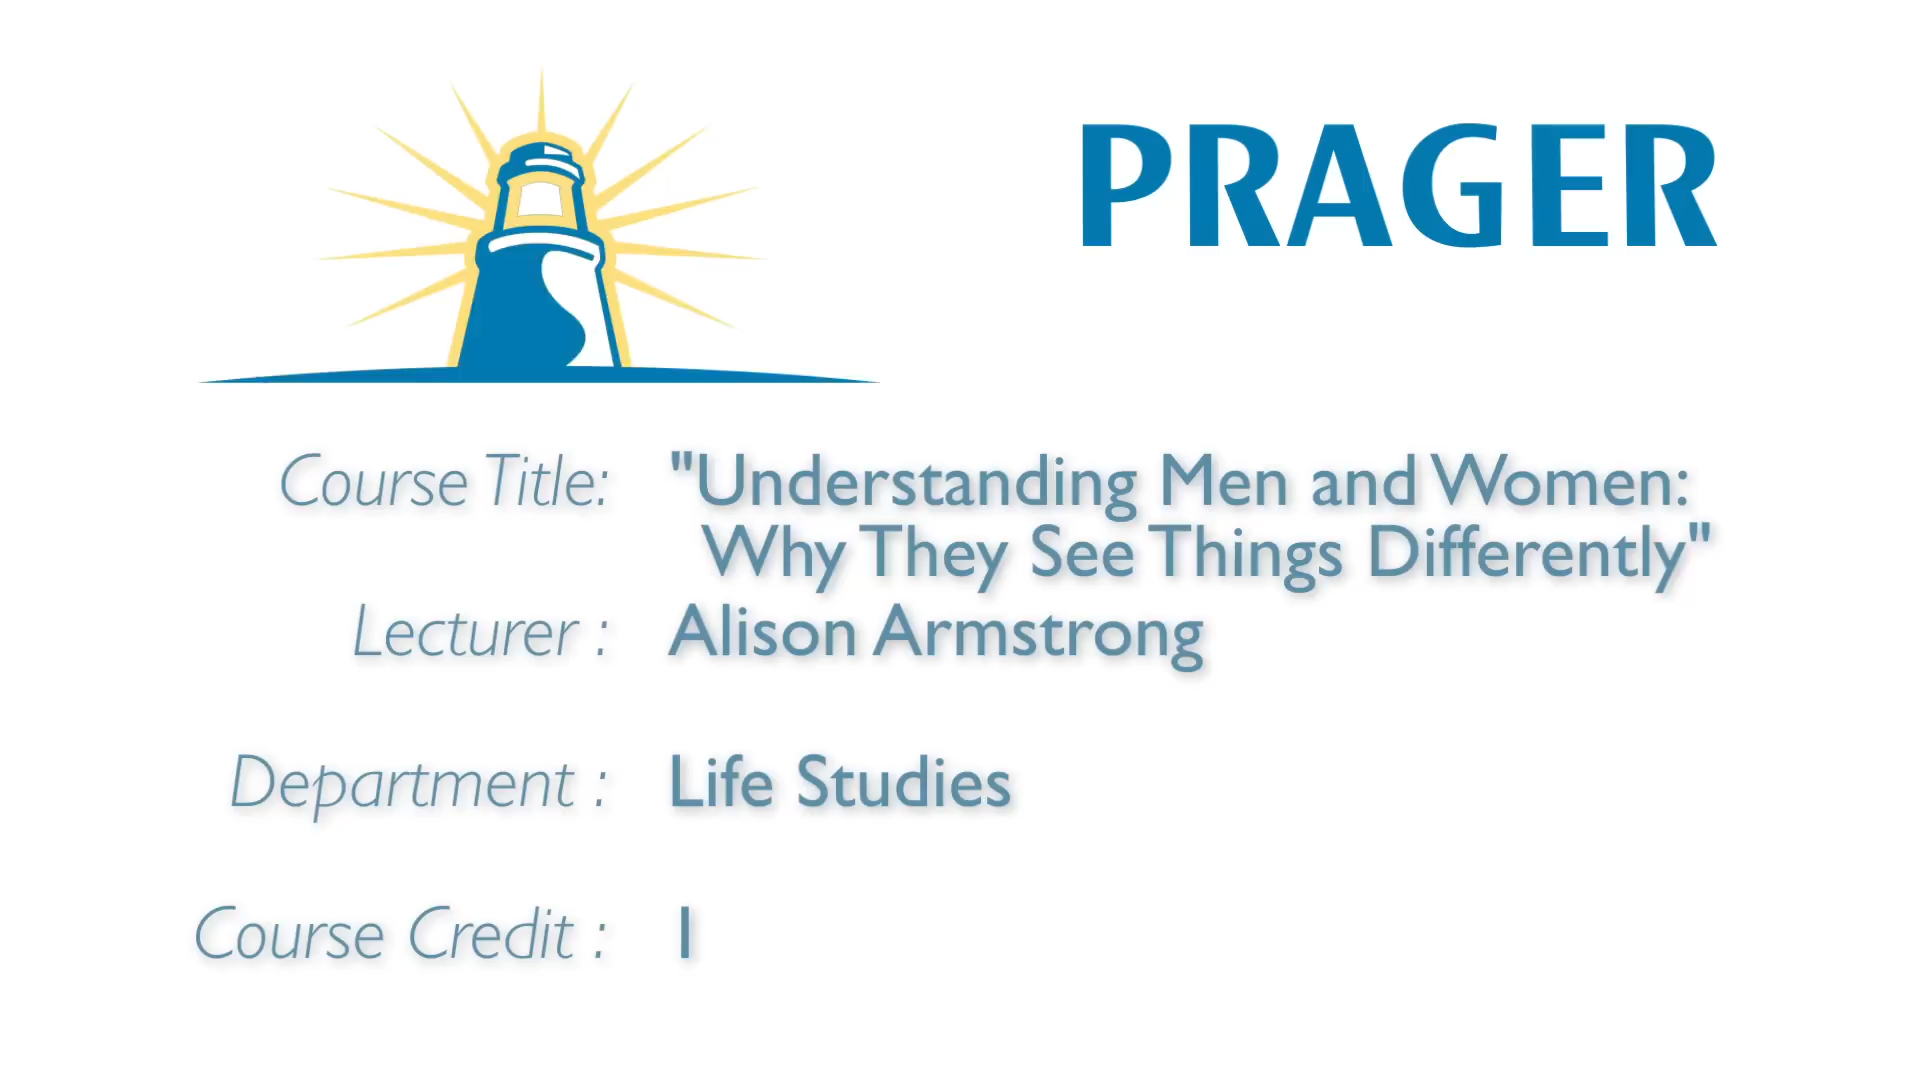 PRAGER
Course Title: "Understanding Men and Women:
Why They See Things Differently"
Lecturer : Alison Armstrong
Department : Life Studies
Course Credit : 1